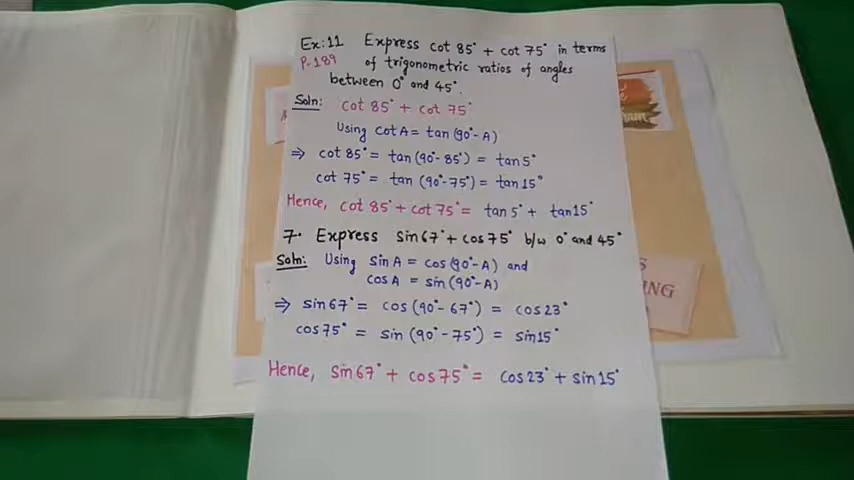 Ex:11 Express cot 85° + cot 75° in terms
P-189 of trigonometric ratios of angles
between 0° and 45°.
Soln: cot 85° + cot 75°
Using cot A = tan (90°-A)
⇒ cot 85° = tan (90°-85°) = tan 5°
cot 75° = tan (90°-75°) = tan 15°
Hence, cot 85° + cot 75° = tan 5° + tan 15°
7. Express sin 67° + cos 75° b/w 0° and 45°
Soln: Using sin A = cos (90°-A) and
cos A = sin (90°-A)
⇒ sin 67° = cos (90°-67°) = cos 23°
cos 75° = sin (90°-75°) = sin 15°
Hence, sin 67° + cos 75° = cos 23° + sin 15°
S
NG